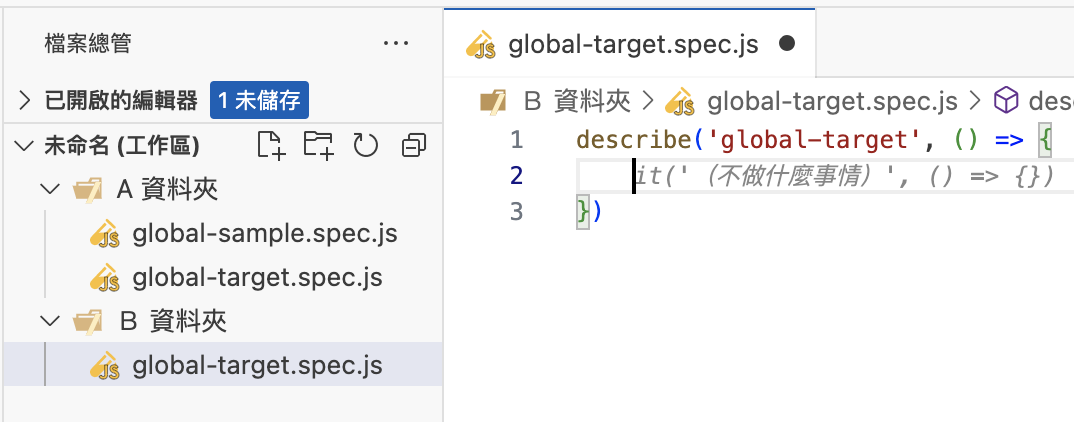 檔案總管 ···
已開啟的編輯器 1 未儲存
未命名 (工作區)
A 資料夾
global-sample.spec.js
global-target.spec.js
B 資料夾
global-target.spec.js
global-target.spec.js ●
B 資料夾 > global-target.spec.js > desc
1 describe('global-target', () => {
2 it('（不做什麼事情）', () => {})
3 })